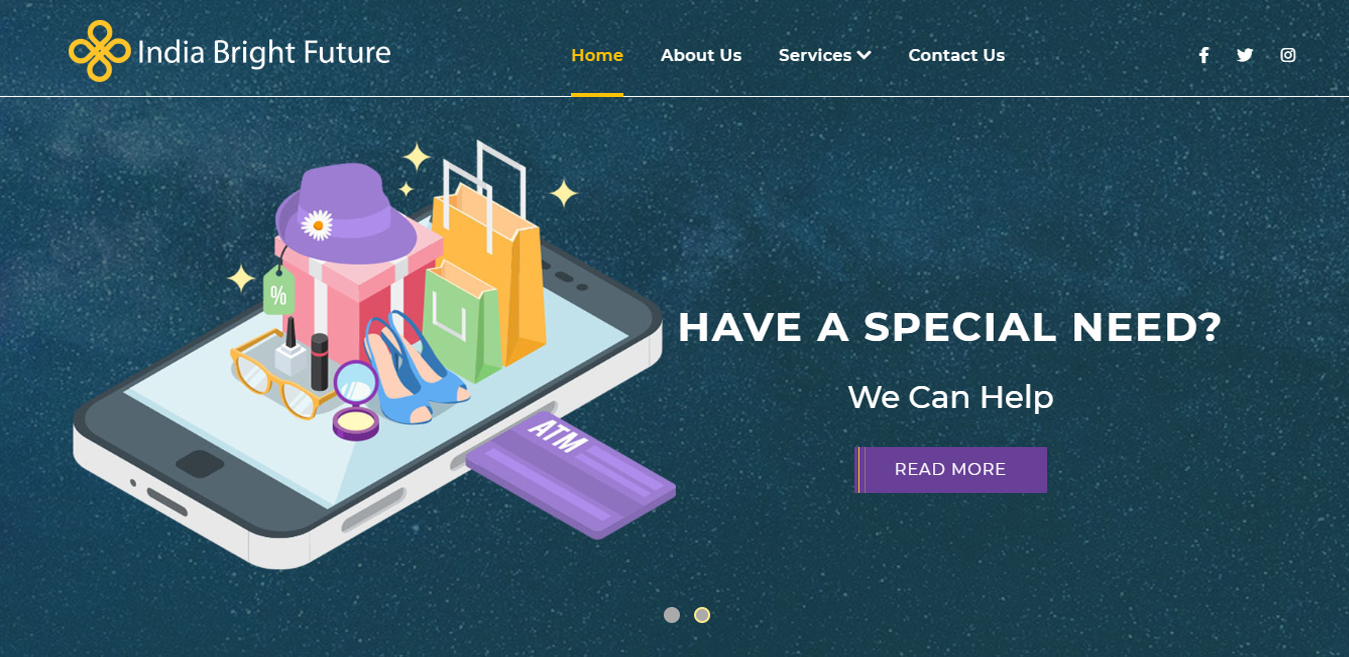 India Bright Future
Home About Us Services Contact Us
%
HAVE A SPECIAL NEED?
We Can Help
ATM
READ MORE